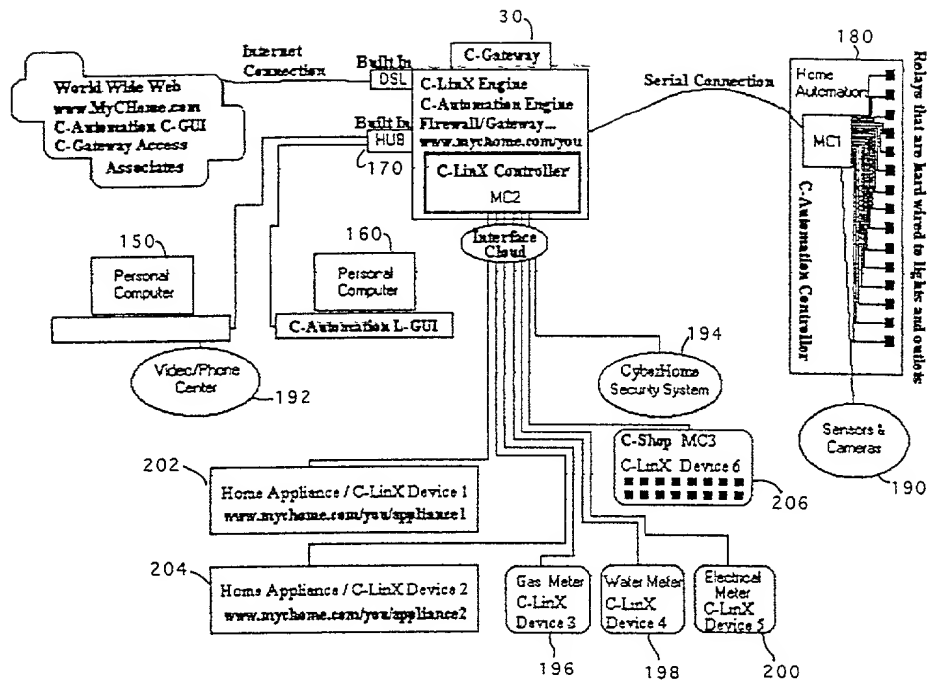 30
C-Gateway
180
Internet
Connection
Built In
DSL
C-LinX Engine
C-Automation Engine
Firewall/Gateway...
www.mychome.com/you
Built In
HUB
170
C-LinX Controller
MC2
Interface
Cloud
World Wide Web
www.MyCHome.com
C-Automation C-GUI
C-Gateway Access
Associates
Serial Connection
Home
Automation
MC1
C-Automation Controller
Relays that are hard wired to lights and outlets
150
Personal
Computer
160
Personal
Computer
C-Automation L-GUI
Video/Phone
Center
192
194
CyberHome
Security System
Sensors &
Cameras
190
C-Shop MC3
C-LinX Device 6
206
202
Home Appliance / C-LinX Device 1
www.mychome.com/you/appliance1
204
Home Appliance / C-LinX Device 2
www.mychome.com/you/appliance2
Gas Meter
C-LinX
Device 3
196
Water Meter
C-LinX
Device 4
198
Electrical
Meter
C-LinX
Device 5
200